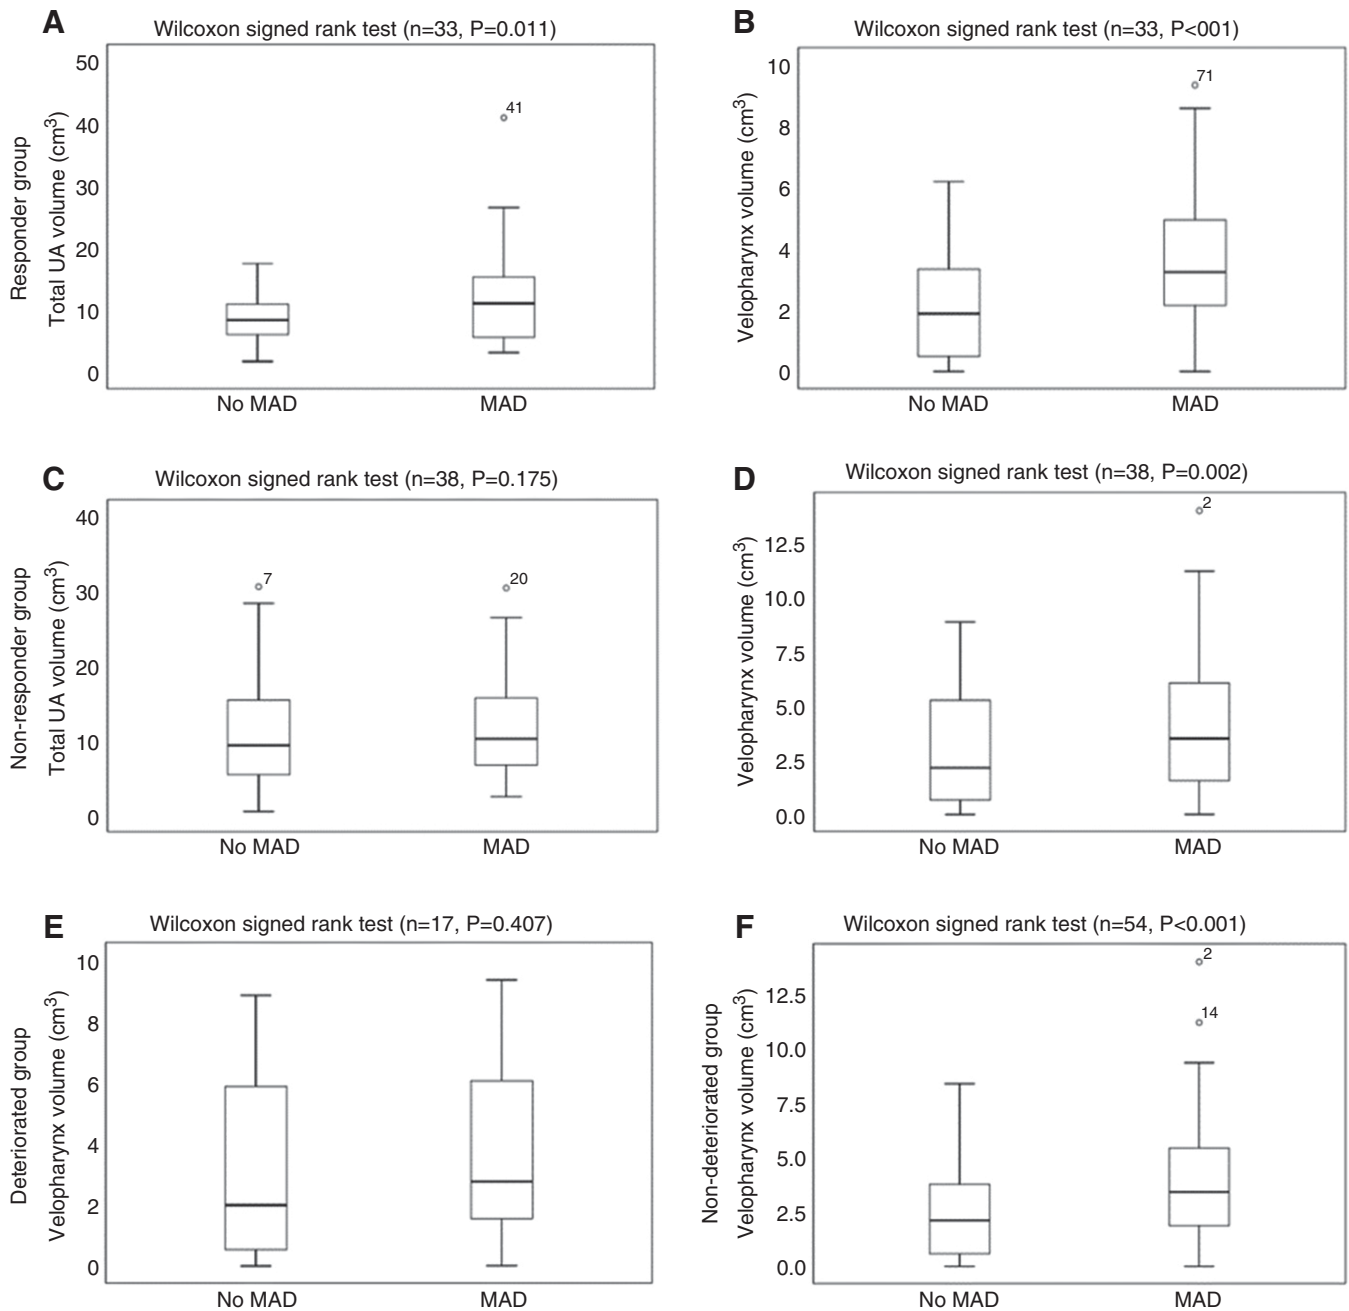 A
Wilcoxon signed rank test (n=33, P=0.011)
Responder group
Total UA volume (cm³)
50
40
30
20
10
0
41
No MAD
MAD
B
Wilcoxon signed rank test (n=33, P<001)
Velopharynx volume (cm³)
10
8
6
4
2
0
71
No MAD
MAD
C
Wilcoxon signed rank test (n=38, P=0.175)
Non-responder group
Total UA volume (cm³)
40
30
20
10
0
7
20
No MAD
MAD
D
Wilcoxon signed rank test (n=38, P=0.002)
Velopharynx volume (cm³)
12.5
10.0
7.5
5.0
2.5
0.0
2
No MAD
MAD
E
Wilcoxon signed rank test (n=17, P=0.407)
Deteriorated group
Velopharynx volume (cm³)
10
8
6
4
2
0
No MAD
MAD
F
Wilcoxon signed rank test (n=54, P<0.001)
Non-deteriorated group
Velopharynx volume (cm³)
12.5
10.0
7.5
5.0
2.5
0.0
2
14
No MAD
MAD